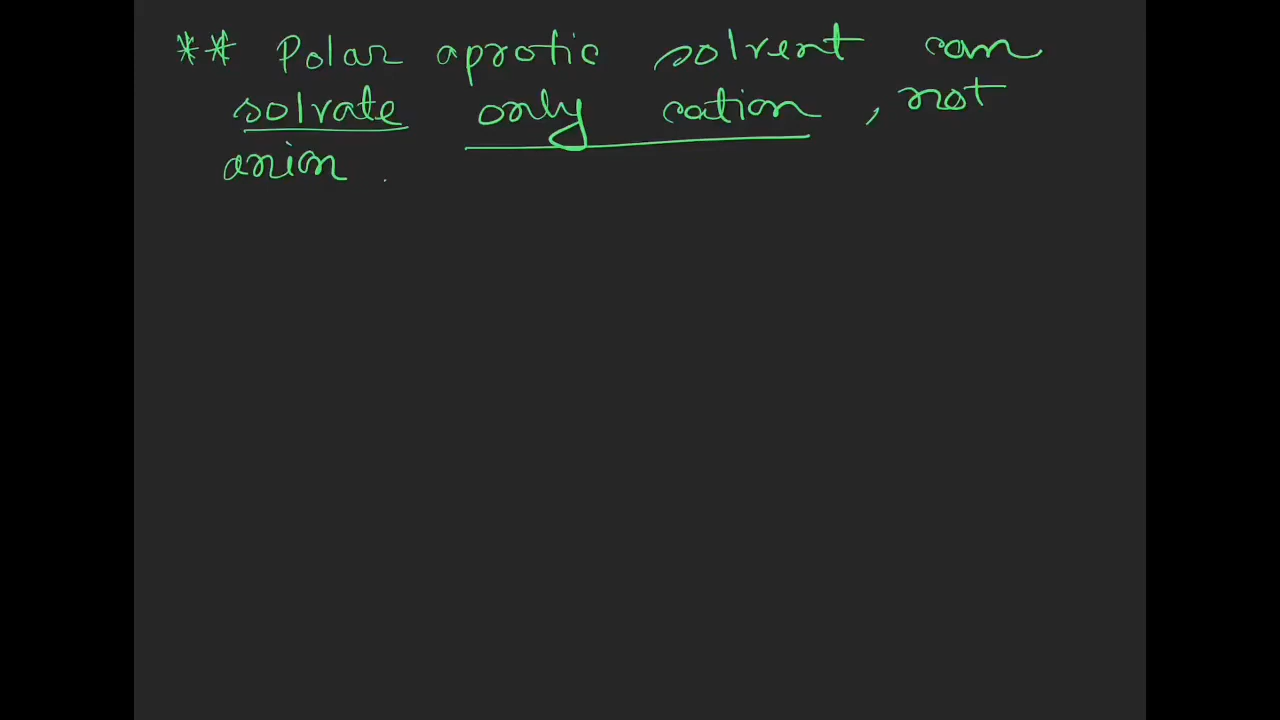 ** Polar aprotic solvent can
solvate only cation, not
anion.